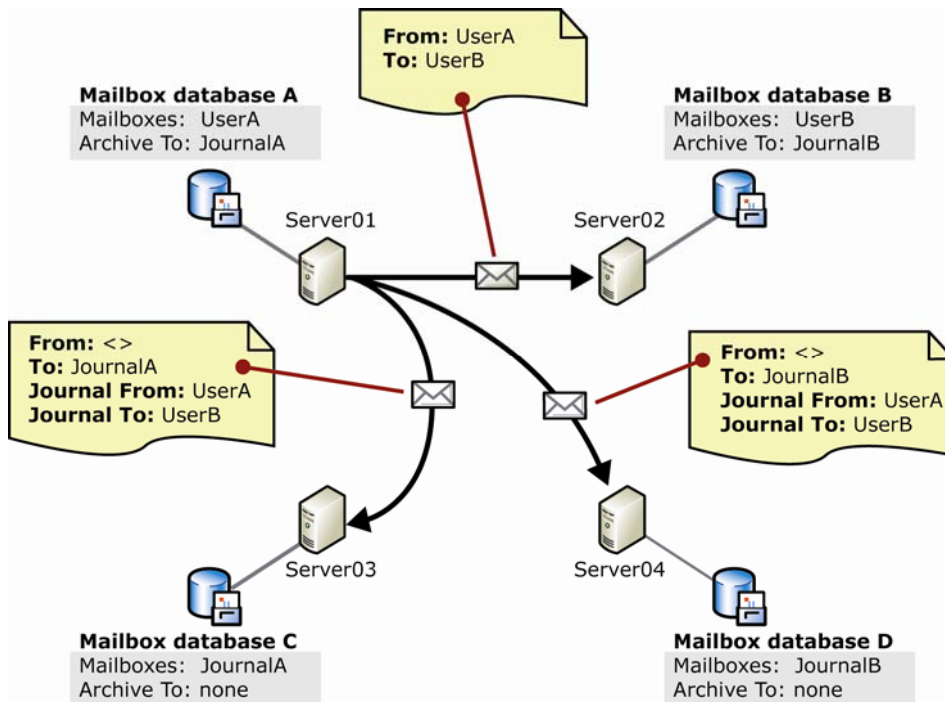 From: UserA
To: UserB
Mailbox database A
Mailboxes: UserA
Archive To: JournalA
Mailbox database B
Mailboxes: UserB
Archive To: JournalB
Server01
Server02
From: <>
To: JournalA
Journal From: UserA
Journal To: UserB
From: <>
To: JournalB
Journal From: UserA
Journal To: UserB
Server03
Server04
Mailbox database C
Mailboxes: JournalA
Archive To: none
Mailbox database D
Mailboxes: JournalB
Archive To: none